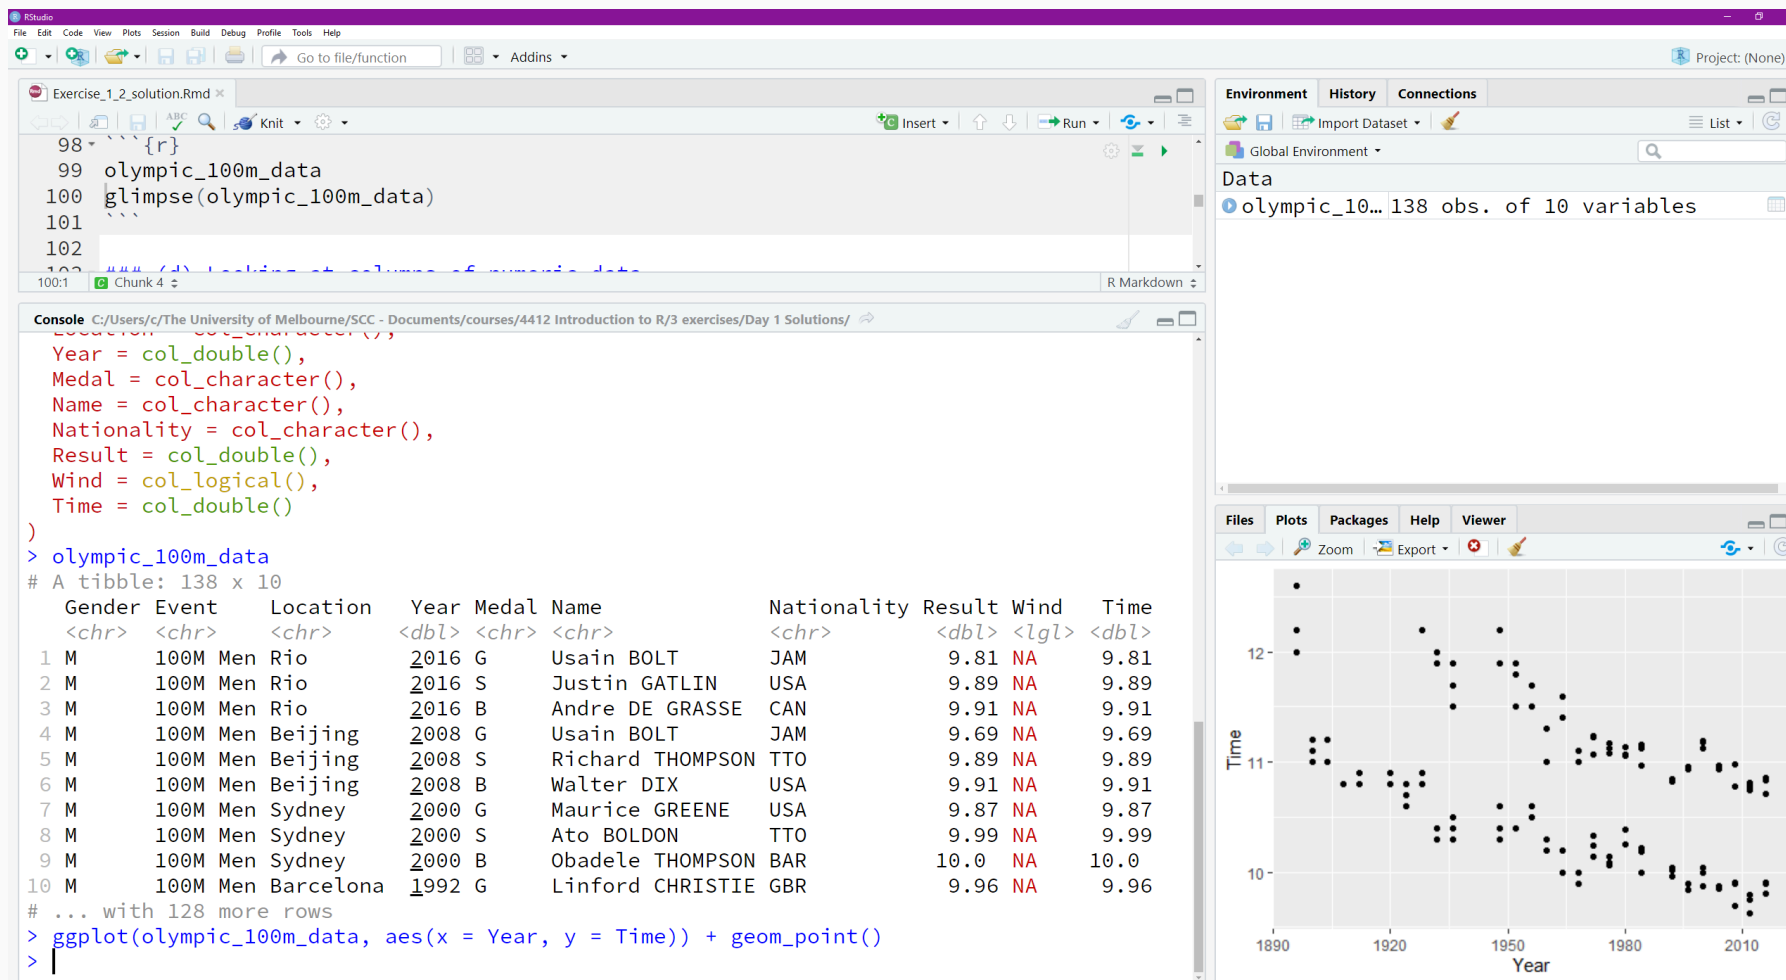 RStudio
File Edit Code View Plots Session Build Debug Profile Tools Help
Go to file/function Addins Project: (None)
Exercise_1_2_solution.Rmd
ABC Knit Insert Run
98 ```{r}
99 olympic_100m_data
100 glimpse(olympic_100m_data)
101 ```
102
103 ### (d) Looking at columns of numeric data
100:1 Chunk 4 R Markdown
Console C:/Users/c/The University of Melbourne/SCC - Documents/courses/4412 Introduction to R/3 exercises/Day 1 Solutions/
Location = col_character(),
Year = col_double(),
Medal = col_character(),
Name = col_character(),
Nationality = col_character(),
Result = col_double(),
Wind = col_logical(),
Time = col_double()
)
> olympic_100m_data
# A tibble: 138 x 10
Gender Event Location Year Medal Name Nationality Result Wind Time
<chr> <chr> <chr> <dbl> <chr> <chr> <chr> <dbl> <lgl> <dbl>
1 M 100M Men Rio 2016 G Usain BOLT JAM 9.81 NA 9.81
2 M 100M Men Rio 2016 S Justin GATLIN USA 9.89 NA 9.89
3 M 100M Men Rio 2016 B Andre DE GRASSE CAN 9.91 NA 9.91
4 M 100M Men Beijing 2008 G Usain BOLT JAM 9.69 NA 9.69
5 M 100M Men Beijing 2008 S Richard THOMPSON TTO 9.89 NA 9.89
6 M 100M Men Beijing 2008 B Walter DIX USA 9.91 NA 9.91
7 M 100M Men Sydney 2000 G Maurice GREENE USA 9.87 NA 9.87
8 M 100M Men Sydney 2000 S Ato BOLDON TTO 9.99 NA 9.99
9 M 100M Men Sydney 2000 B Obadele THOMPSON BAR 10.0 NA 10.0
10 M 100M Men Barcelona 1992 G Linford CHRISTIE GBR 9.96 NA 9.96
# ... with 128 more rows
> ggplot(olympic_100m_data, aes(x = Year, y = Time)) + geom_point()
>
Environment History Connections
Import Dataset List
Global Environment
Data
olympic_10... 138 obs. of 10 variables
Files Plots Packages Help Viewer
Zoom Export
12
11
10
Time
1890 1920 1950 1980 2010
Year